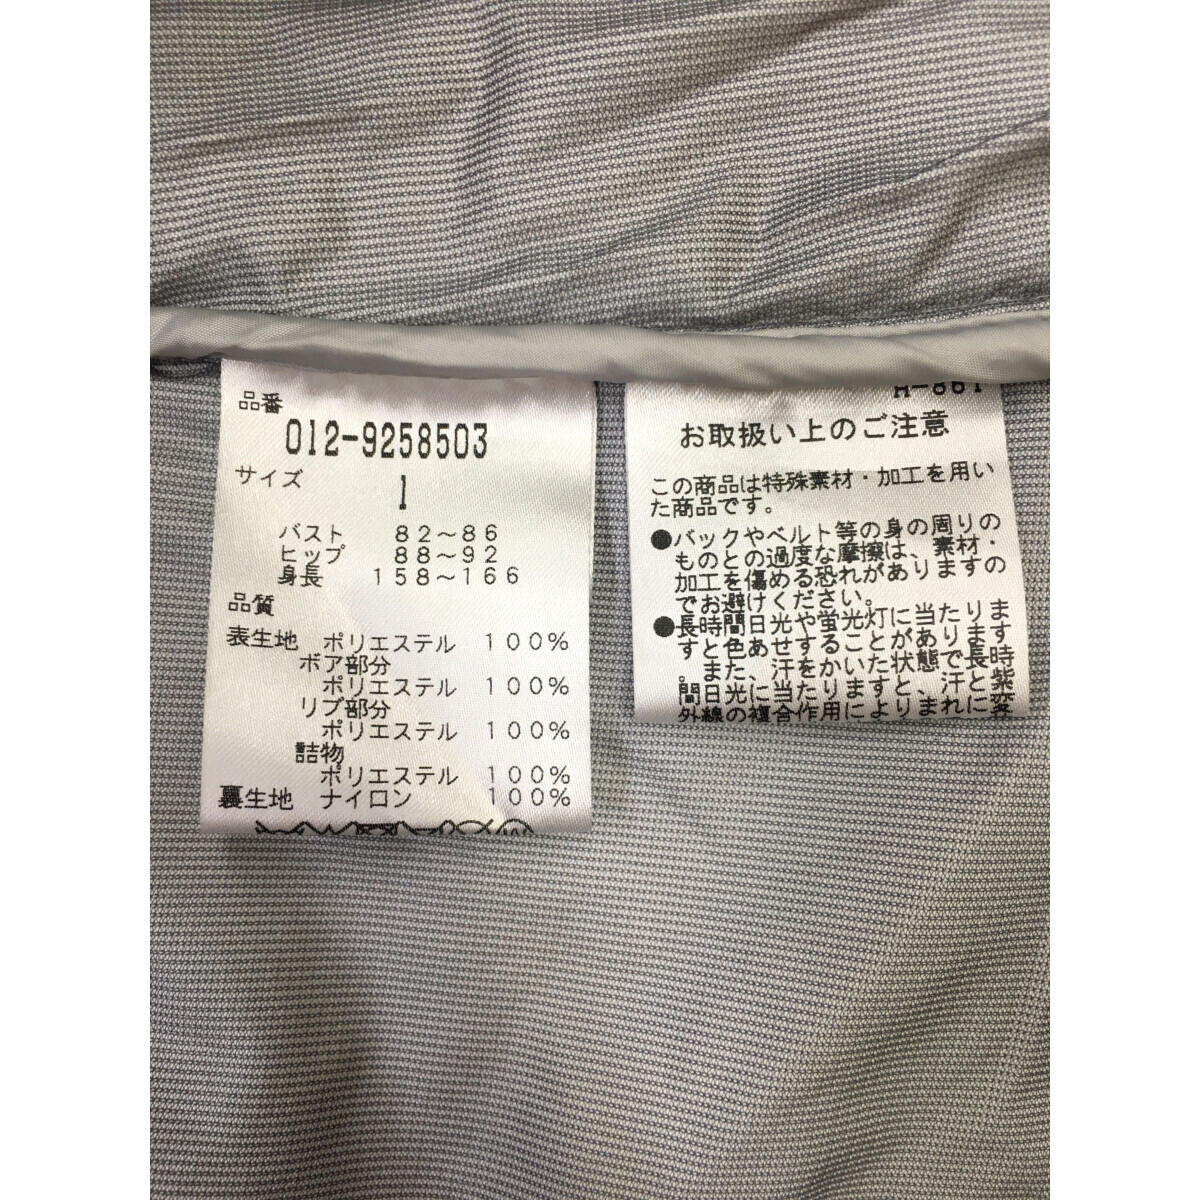 品番
012-9258503
サイズ
1
バスト 82～86
ヒップ 88～92
身長 158～166
品質
表生地 ポリエステル 100%
ボア部分
ポリエステル 100%
リブ部分
ポリエステル 100%
詰物
ポリエステル 100%
裏生地 ナイロン 100%
H-861
お取扱い上のご注意
この商品は特殊素材・加工を用い
た商品です。
●バックやベルト等の身の周りの
ものとの過度な摩擦は、素材・
加工を傷める恐れがありますの
でお避けください。
●長時間日光や蛍光灯に当たりま
すと色あせすることがあります
。また、汗をかいた状態で長時
間日光に当たりますと、汗と紫
外線の複合作用によりまれに変